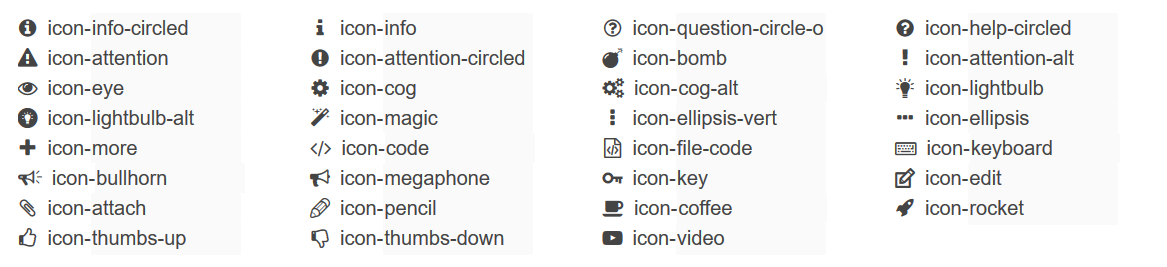 icon-info-circled icon-info icon-question-circle-o icon-help-circled
icon-attention icon-attention-circled icon-bomb icon-attention-alt
icon-eye icon-cog icon-cog-alt icon-lightbulb
icon-lightbulb-alt icon-magic icon-ellipsis-vert icon-ellipsis
icon-more icon-code icon-file-code icon-keyboard
icon-bullhorn icon-megaphone icon-key icon-edit
icon-attach icon-pencil icon-coffee icon-rocket
icon-thumbs-up icon-thumbs-down icon-video